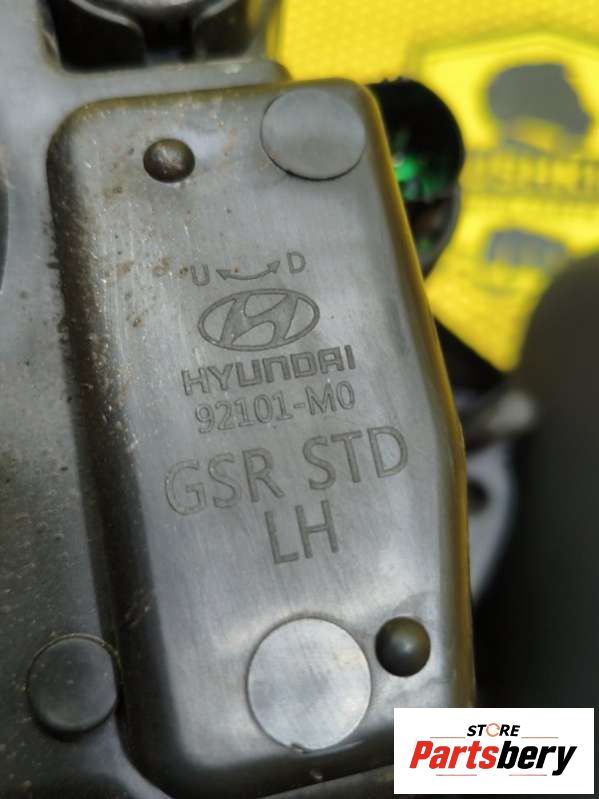 U D
HYUNDAI
92101-M0
GSR STD
LH
STORE
Partsbery